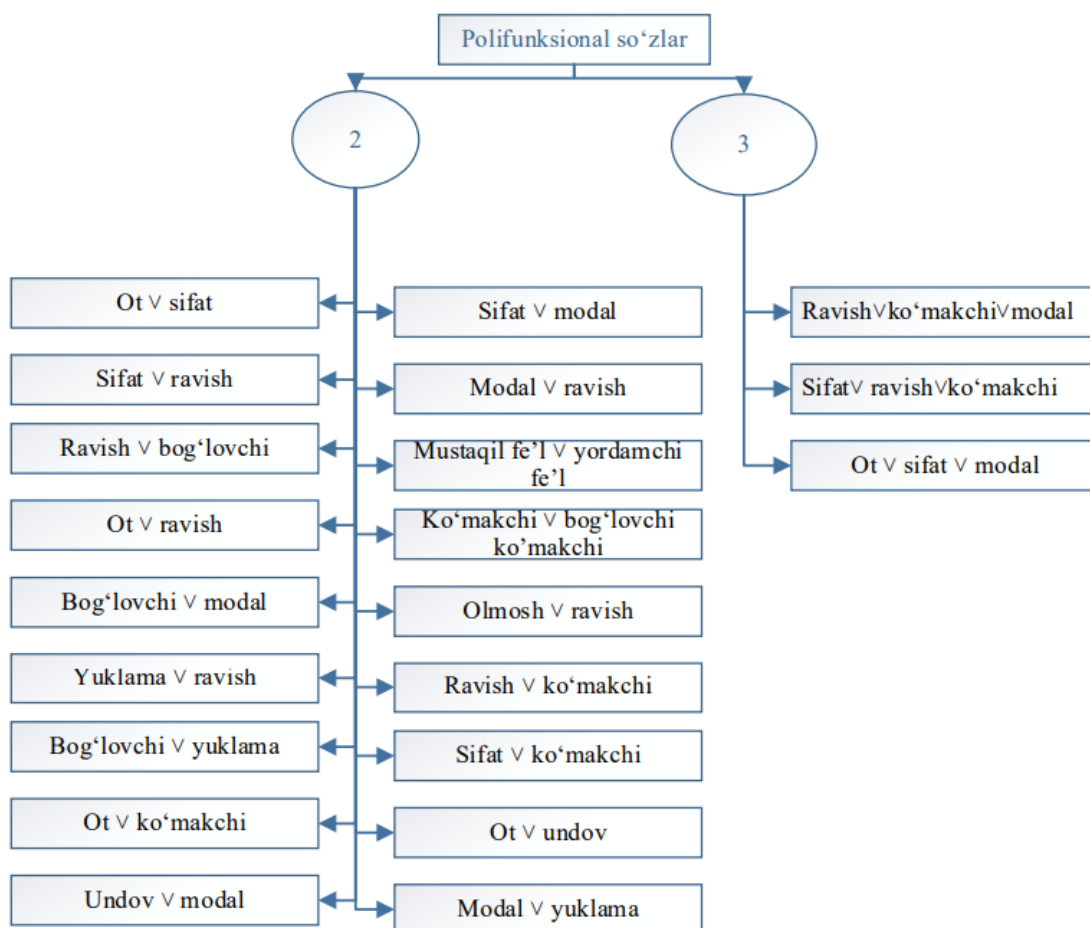 Polifunksional so‘zlar
2
3
Ot ˅ sifat
Sifat ˅ ravish
Ravish ˅ bog‘lovchi
Ot ˅ ravish
Bog‘lovchi ˅ modal
Yuklama ˅ ravish
Bog‘lovchi ˅ yuklama
Ot ˅ ko‘makchi
Undov ˅ modal
Sifat ˅ modal
Modal ˅ ravish
Mustaqil fe’l ˅ yordamchi
fe’l
Ko‘makchi ˅ bog‘lovchi
ko’makchi
Olmosh ˅ ravish
Ravish ˅ ko‘makchi
Sifat ˅ ko‘makchi
Ot ˅ undov
Modal ˅ yuklama
Ravish˅ko‘makchi˅modal
Sifat˅ ravish˅ko‘makchi
Ot ˅ sifat ˅ modal